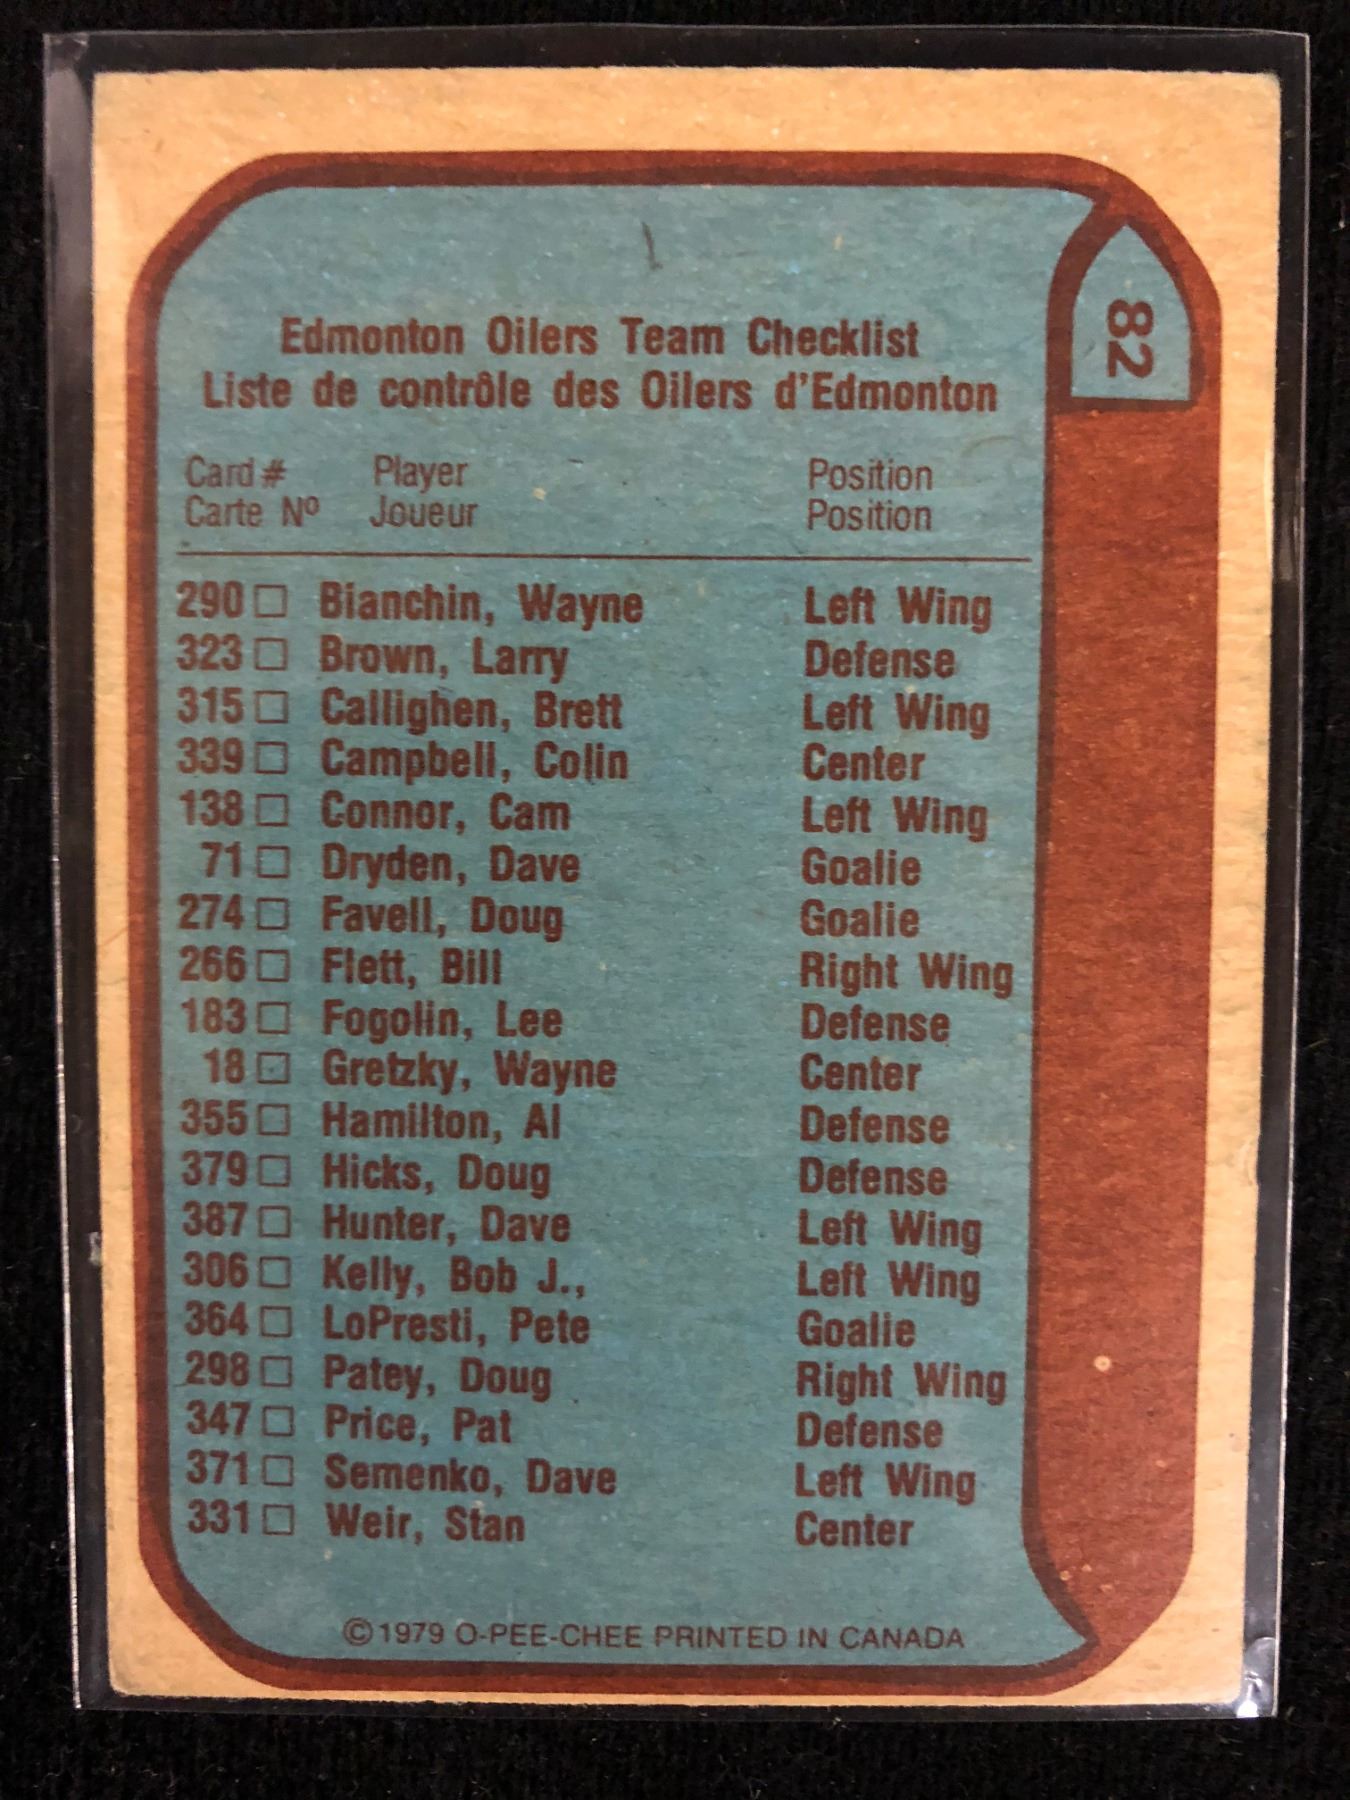 82
Edmonton Oilers Team Checklist
Liste de contrôle des Oilers d'Edmonton
Card # Player Position
Carte Nº Joueur Position
290 □ Bianchin, Wayne Left Wing
323 □ Brown, Larry Defense
315 □ Callighen, Brett Left Wing
339 □ Campbell, Colin Center
138 □ Connor, Cam Left Wing
71 □ Dryden, Dave Goalie
274 □ Favell, Doug Goalie
266 □ Flett, Bill Right Wing
183 □ Fogolin, Lee Defense
18 □ Gretzky, Wayne Center
355 □ Hamilton, Al Defense
379 □ Hicks, Doug Defense
387 □ Hunter, Dave Left Wing
306 □ Kelly, Bob J., Left Wing
364 □ LoPresti, Pete Goalie
298 □ Patey, Doug Right Wing
347 □ Price, Pat Defense
371 □ Semenko, Dave Left Wing
331 □ Weir, Stan Center
©1979 O-PEE-CHEE PRINTED IN CANADA